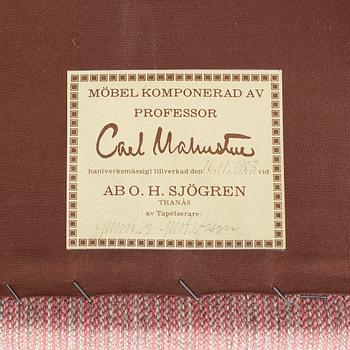 MÖBEL KOMPONERAD AV
PROFESSOR
Carl Malmsten
hantverksmässigt tillverkad den vid
AB O. H. SJÖGREN
TRANÅS
av Tapetserare: